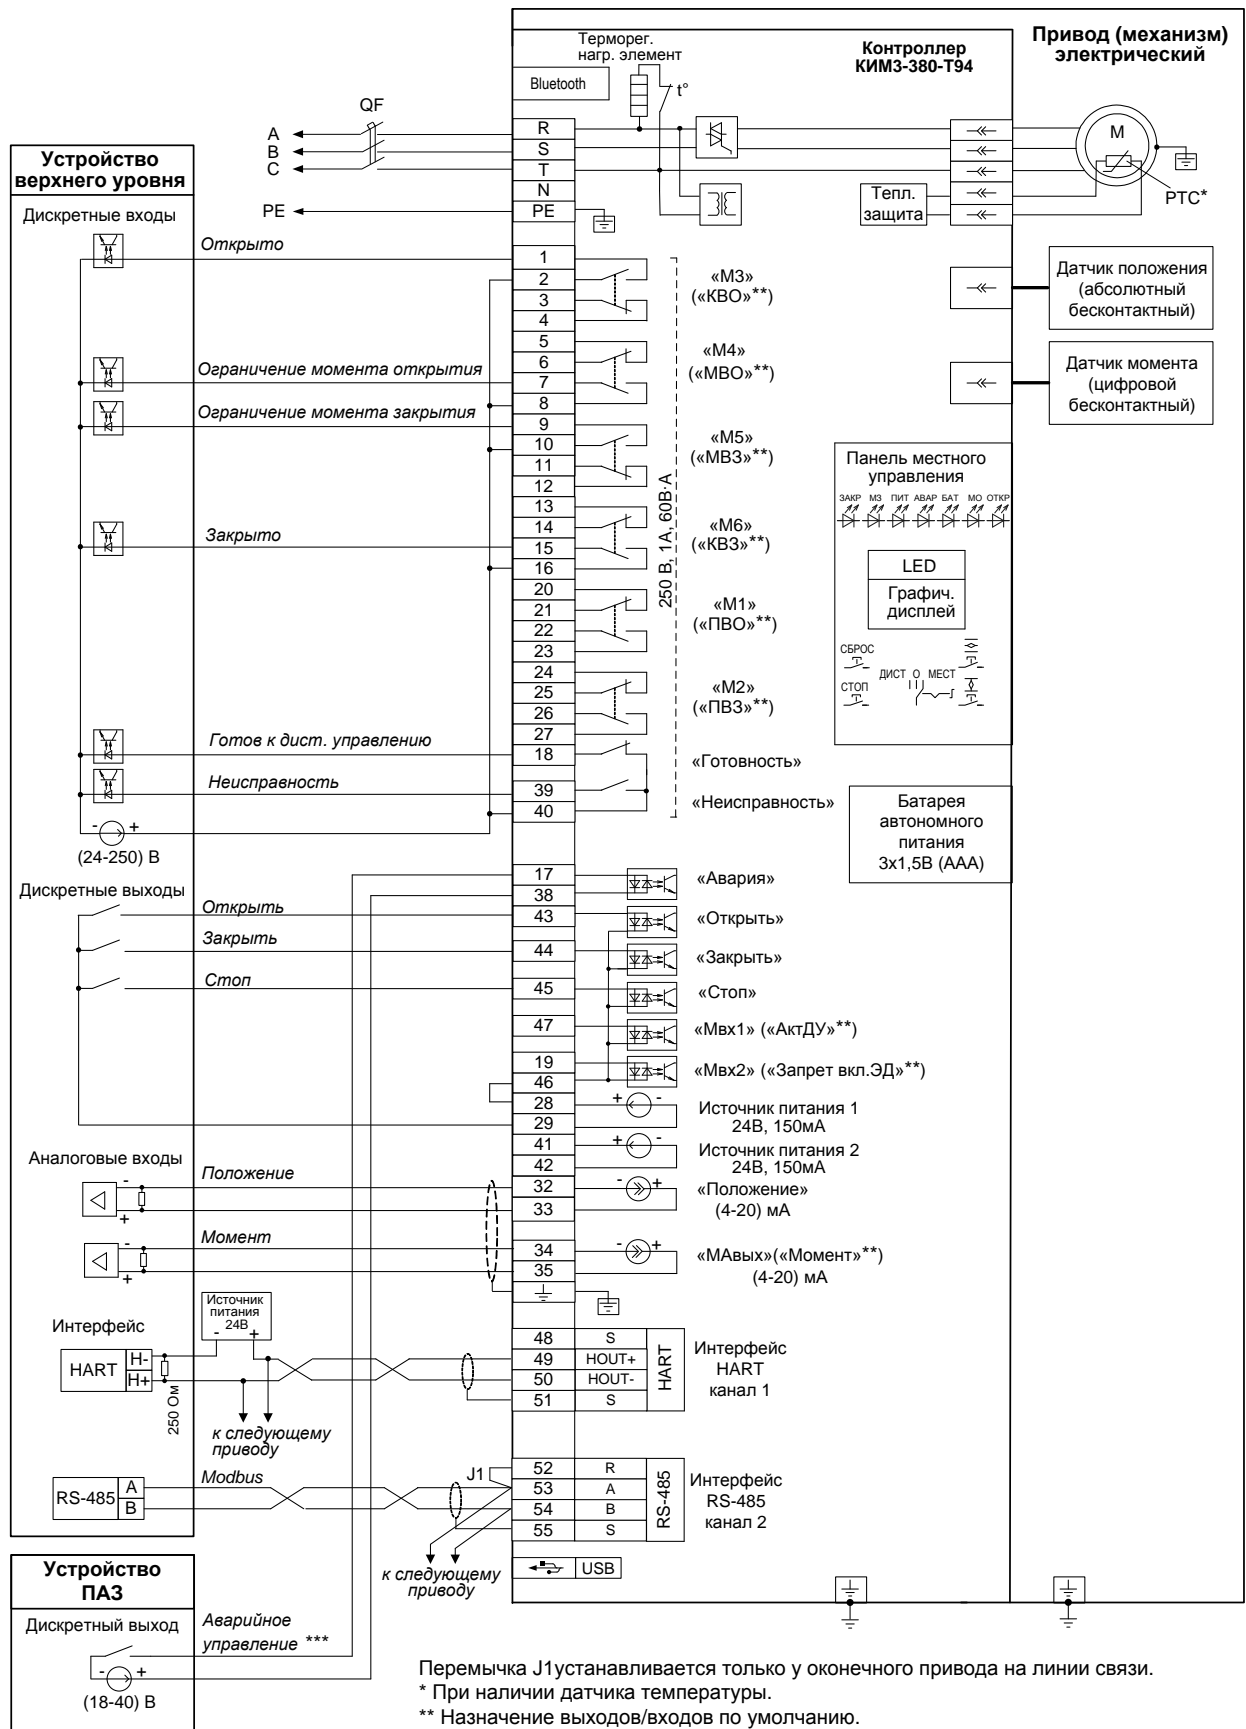 Привод (механизм)
электрический
Контроллер
КИМ3-380-Т94
Терморег.
нагр. элемент
t°
Bluetooth
QF
A
B
C
PE
R
S
T
N
PE
M
PTC*
Тепл.
защита
Устройство
верхнего уровня
Дискретные входы
Открыто
Ограничение момента открытия
Ограничение момента закрытия
Закрыто
Готов к дист. управлению
Неисправность
- +
(24-250) В
1
2
3
4
5
6
7
8
9
10
11
12
13
14
15
16
20
21
22
23
24
25
26
27
18
39
40
«М3»
(«КВО»**)
«М4»
(«МВО»**)
«М5»
(«МВЗ»**)
«М6»
(«КВЗ»**)
«М1»
(«ПВО»**)
«М2»
(«ПВЗ»**)
«Готовность»
«Неисправность»
250 В, 1А, 60В·А
Датчик положения
(абсолютный
бесконтактный)
Датчик момента
(цифровой
бесконтактный)
Панель местного
управления
ЗАКР МЗ ПИТ АВАР БАТ МО ОТКР
LED
Графич.
дисплей
СБРОС
СТОП
ДИСТ О МЕСТ
Батарея
автономного
питания
3х1,5В (ААА)
Дискретные выходы
Открыть
Закрыть
Стоп
17
38
43
44
45
47
19
46
28
29
41
42
32
33
34
35
«Авария»
«Открыть»
«Закрыть»
«Стоп»
«Мвх1» («АктДУ»**)
«Мвх2» («Запрет вкл.ЭД»**)
+ -
Источник питания 1
24В, 150мА
+ -
Источник питания 2
24В, 150мА
- +
«Положение»
(4-20) мА
- +
«МАвых»(«Момент»**)
(4-20) мА
Аналоговые входы
Положение
-
+
Момент
-
+
Источник
питания
24В
- +
Интерфейс
HART
H-
H+
250 Ом
к следующему
приводу
48 S
49 HOUT+
50 HOUT-
51 S
HART
Интерфейс
HART
канал 1
RS-485
A
B
Modbus
J1
52 R
53 A
54 B
55 S
RS-485
Интерфейс
RS-485
канал 2
к следующему
приводу
USB
Устройство
ПАЗ
Дискретный выход
Аварийное
управление ***
- +
(18-40) В
Перемычка J1устанавливается только у оконечного привода на линии связи.
* При наличии датчика температуры.
** Назначение выходов/входов по умолчанию.